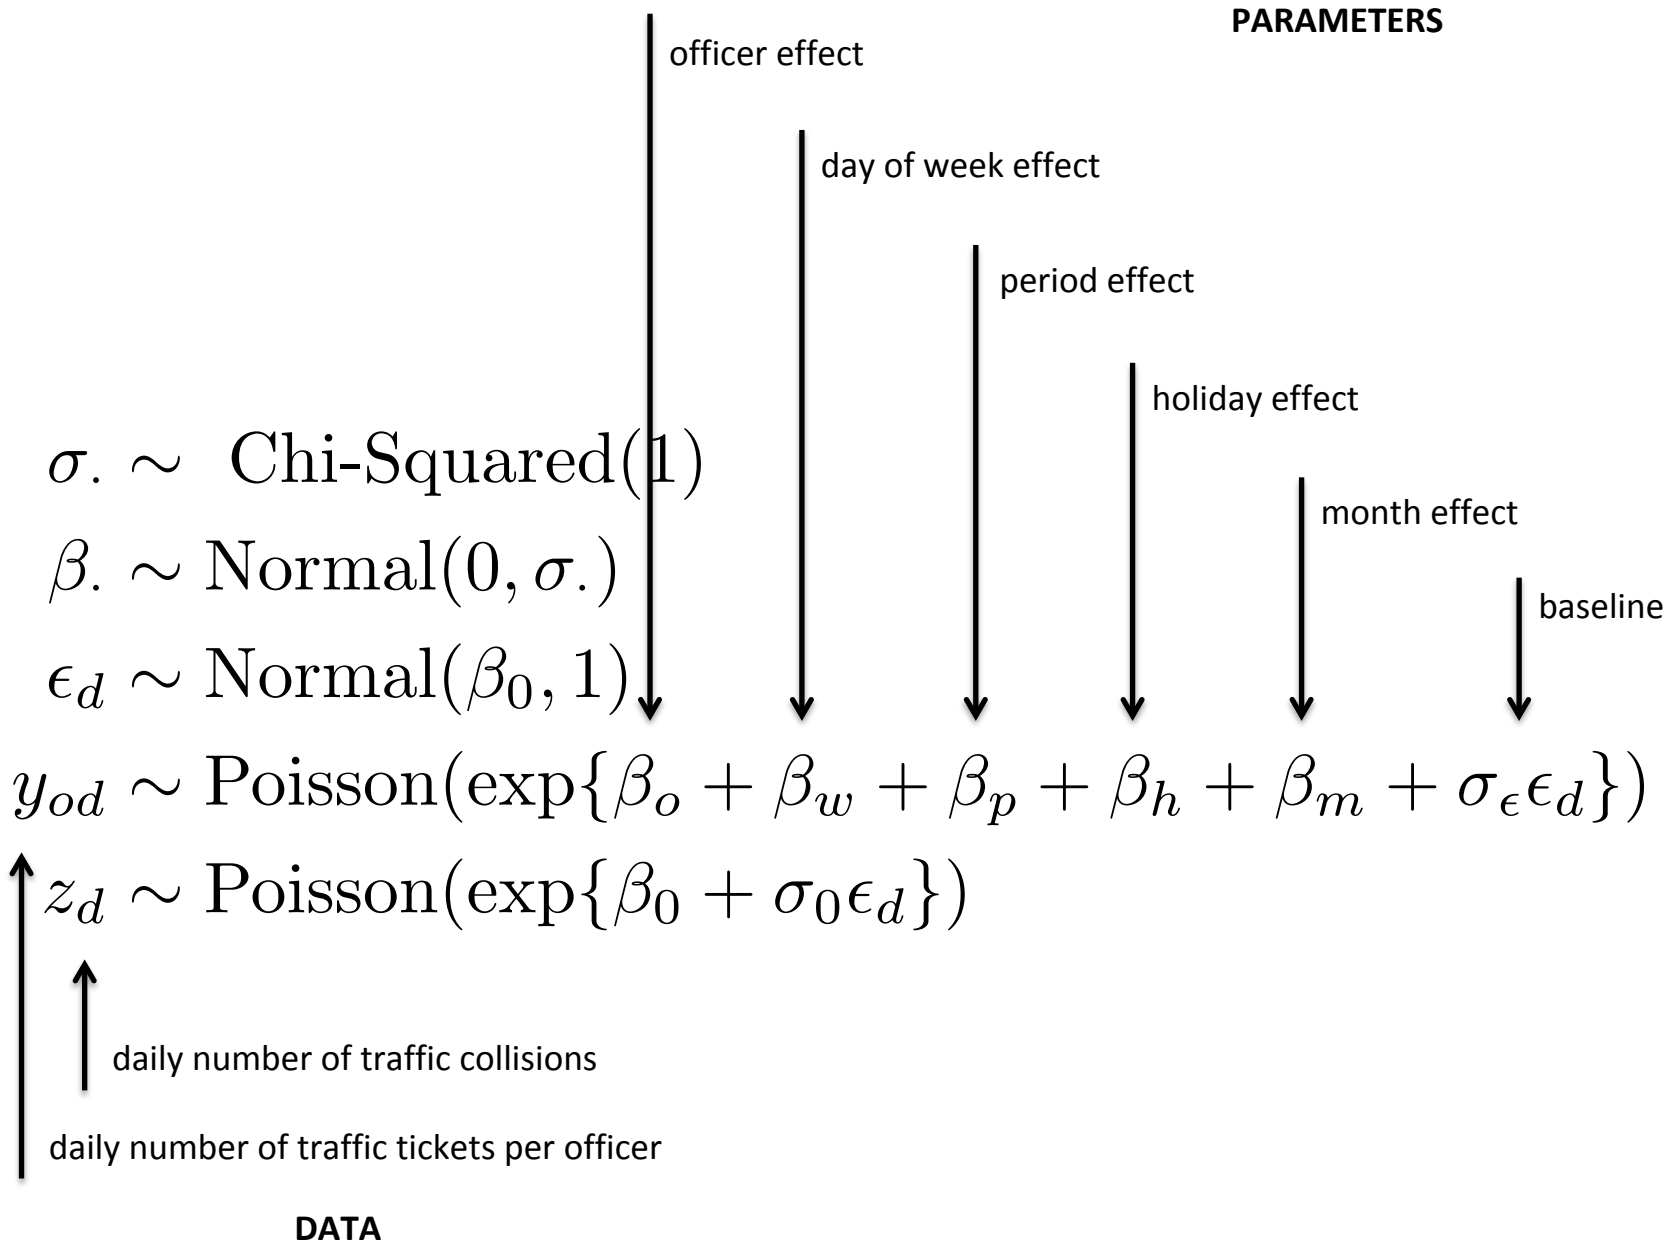 PARAMETERS
officer effect
day of week effect
period effect
holiday effect
σ. ∼ Chi-Squared(1)
month effect
β. ∼ Normal(0, σ.)
baseline
ϵ_d ∼ Normal(β_0, 1)
y_{od} ∼ Poisson(exp{β_o + β_w + β_p + β_h + β_m + σ_ϵ ϵ_d})
z_d ∼ Poisson(exp{β_0 + σ_0 ϵ_d})
daily number of traffic collisions
daily number of traffic tickets per officer
DATA